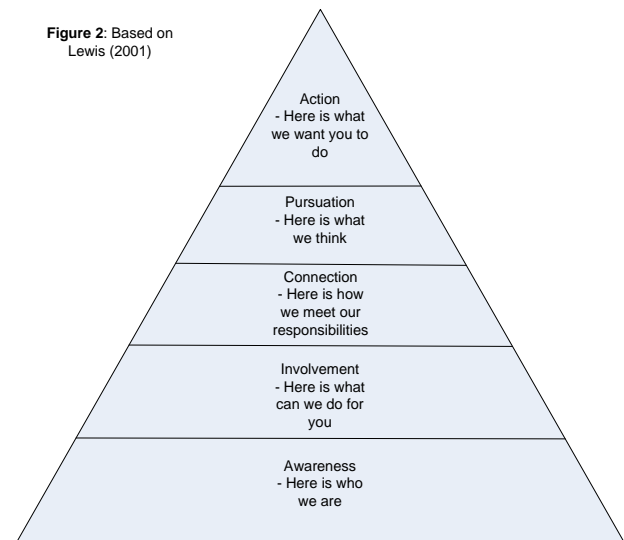 Figure 2: Based on
Lewis (2001)
Action
- Here is what
we want you to
do
Pursuation
- Here is what
we think
Connection
- Here is how
we meet our
responsibilities
Involvement
- Here is what
can we do for
you
Awareness
- Here is who
we are